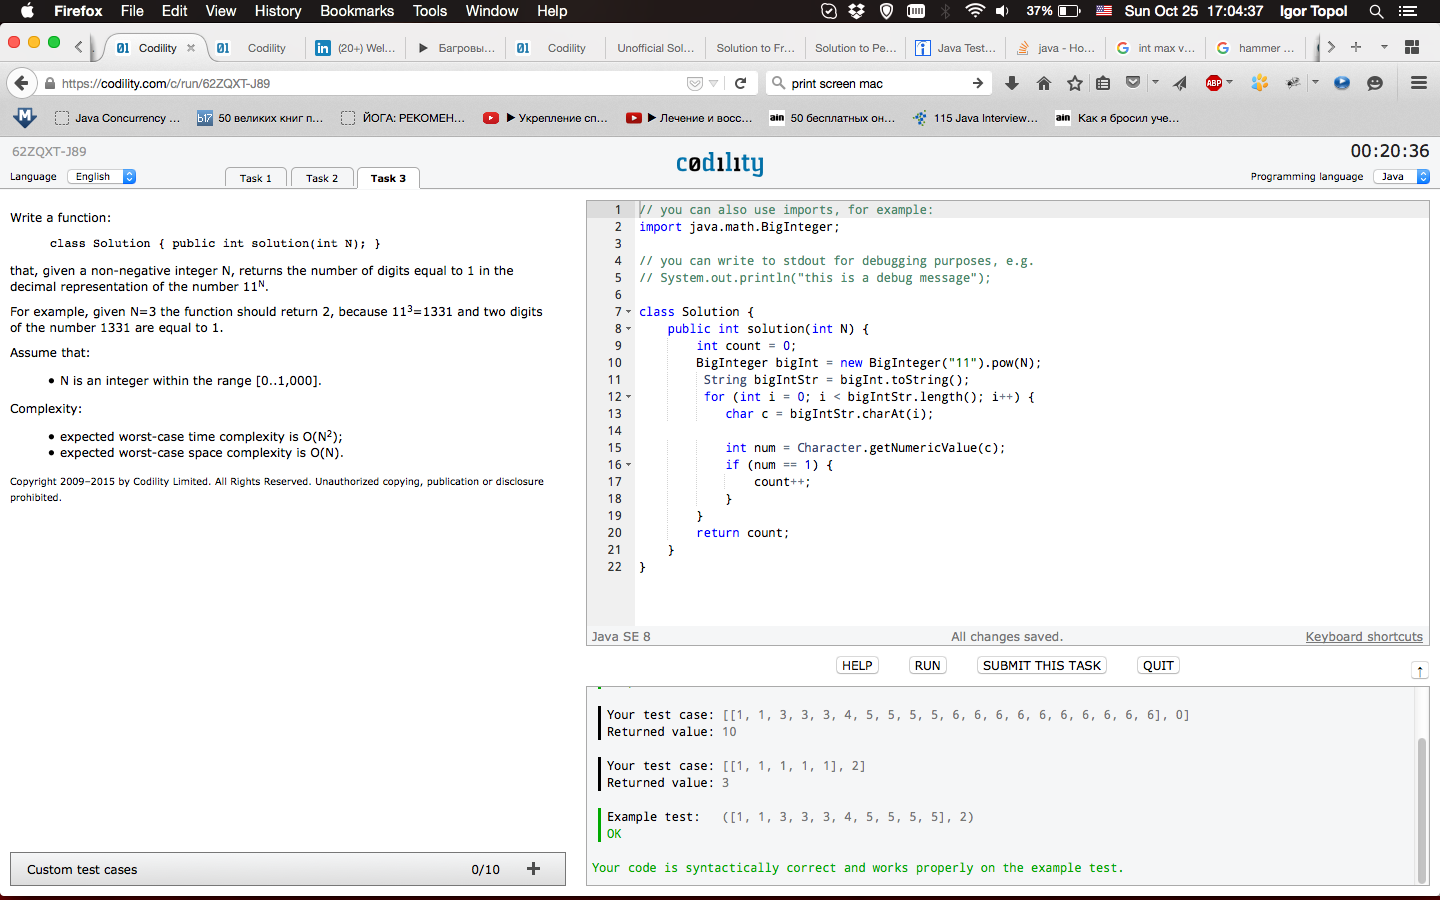 Firefox File Edit View History Bookmarks Tools Window Help 37% Sun Oct 25 17:04:37 Igor Topol
Codility Codility (20+) Wel... Багровы... Codility Unofficial Sol... Solution to Fr... Solution to Pe... Java Test... java - Ho... int max v... hammer ...
https://codility.com/c/run/62ZQXT-J89 print screen mac ABP
Java Concurrency ... b17 50 великих книг п... ЙОГА: РЕКОМЕН... Укрепление сп... Лечение и восс... ain 50 бесплатных он... 115 Java Interview... ain Как я бросил уче...
62ZQXT-J89 codility 00:20:36
Language English Task 1 Task 2 Task 3 Programming language Java
Write a function:
class Solution { public int solution(int N); }
that, given a non-negative integer N, returns the number of digits equal to 1 in the
decimal representation of the number 11ᴺ.
For example, given N=3 the function should return 2, because 11³=1331 and two digits
of the number 1331 are equal to 1.
Assume that:
• N is an integer within the range [0..1,000].
Complexity:
• expected worst-case time complexity is O(N²);
• expected worst-case space complexity is O(N).
Copyright 2009–2015 by Codility Limited. All Rights Reserved. Unauthorized copying, publication or disclosure
prohibited.
Custom test cases 0/10 +
1 // you can also use imports, for example:
2 import java.math.BigInteger;
3
4 // you can write to stdout for debugging purposes, e.g.
5 // System.out.println("this is a debug message");
6
7 class Solution {
8 public int solution(int N) {
9 int count = 0;
10 BigInteger bigInt = new BigInteger("11").pow(N);
11 String bigIntStr = bigInt.toString();
12 for (int i = 0; i < bigIntStr.length(); i++) {
13 char c = bigIntStr.charAt(i);
14
15 int num = Character.getNumericValue(c);
16 if (num == 1) {
17 count++;
18 }
19 }
20 return count;
21 }
22 }
Java SE 8 All changes saved. Keyboard shortcuts
HELP RUN SUBMIT THIS TASK QUIT ↑
Your test case: [[1, 1, 3, 3, 3, 4, 5, 5, 5, 5, 6, 6, 6, 6, 6, 6, 6, 6, 6, 6], 0]
Returned value: 10
Your test case: [[1, 1, 1, 1, 1], 2]
Returned value: 3
Example test: ([1, 1, 3, 3, 3, 4, 5, 5, 5, 5], 2)
OK
Your code is syntactically correct and works properly on the example test.